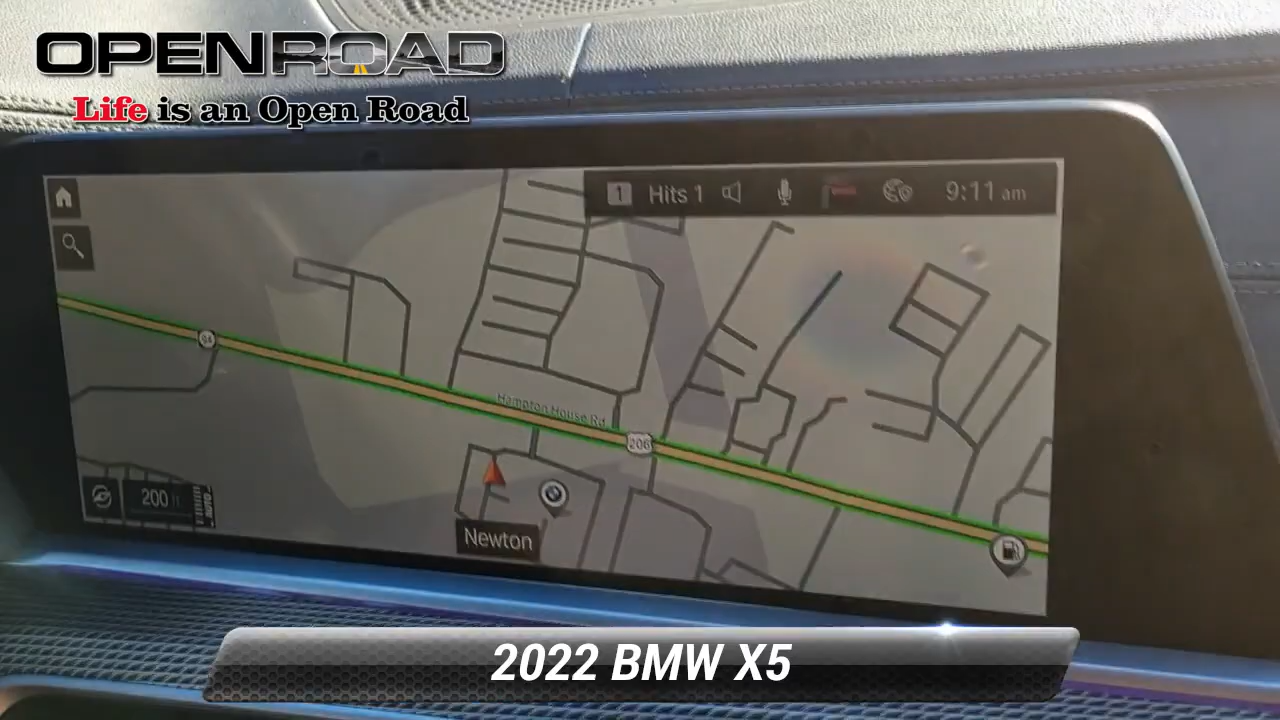 OPENROAD
Life is an Open Road
1 Hits 1 9:11 am
94
Hampton House Rd
206
200 ft
Newton
2022 BMW X5